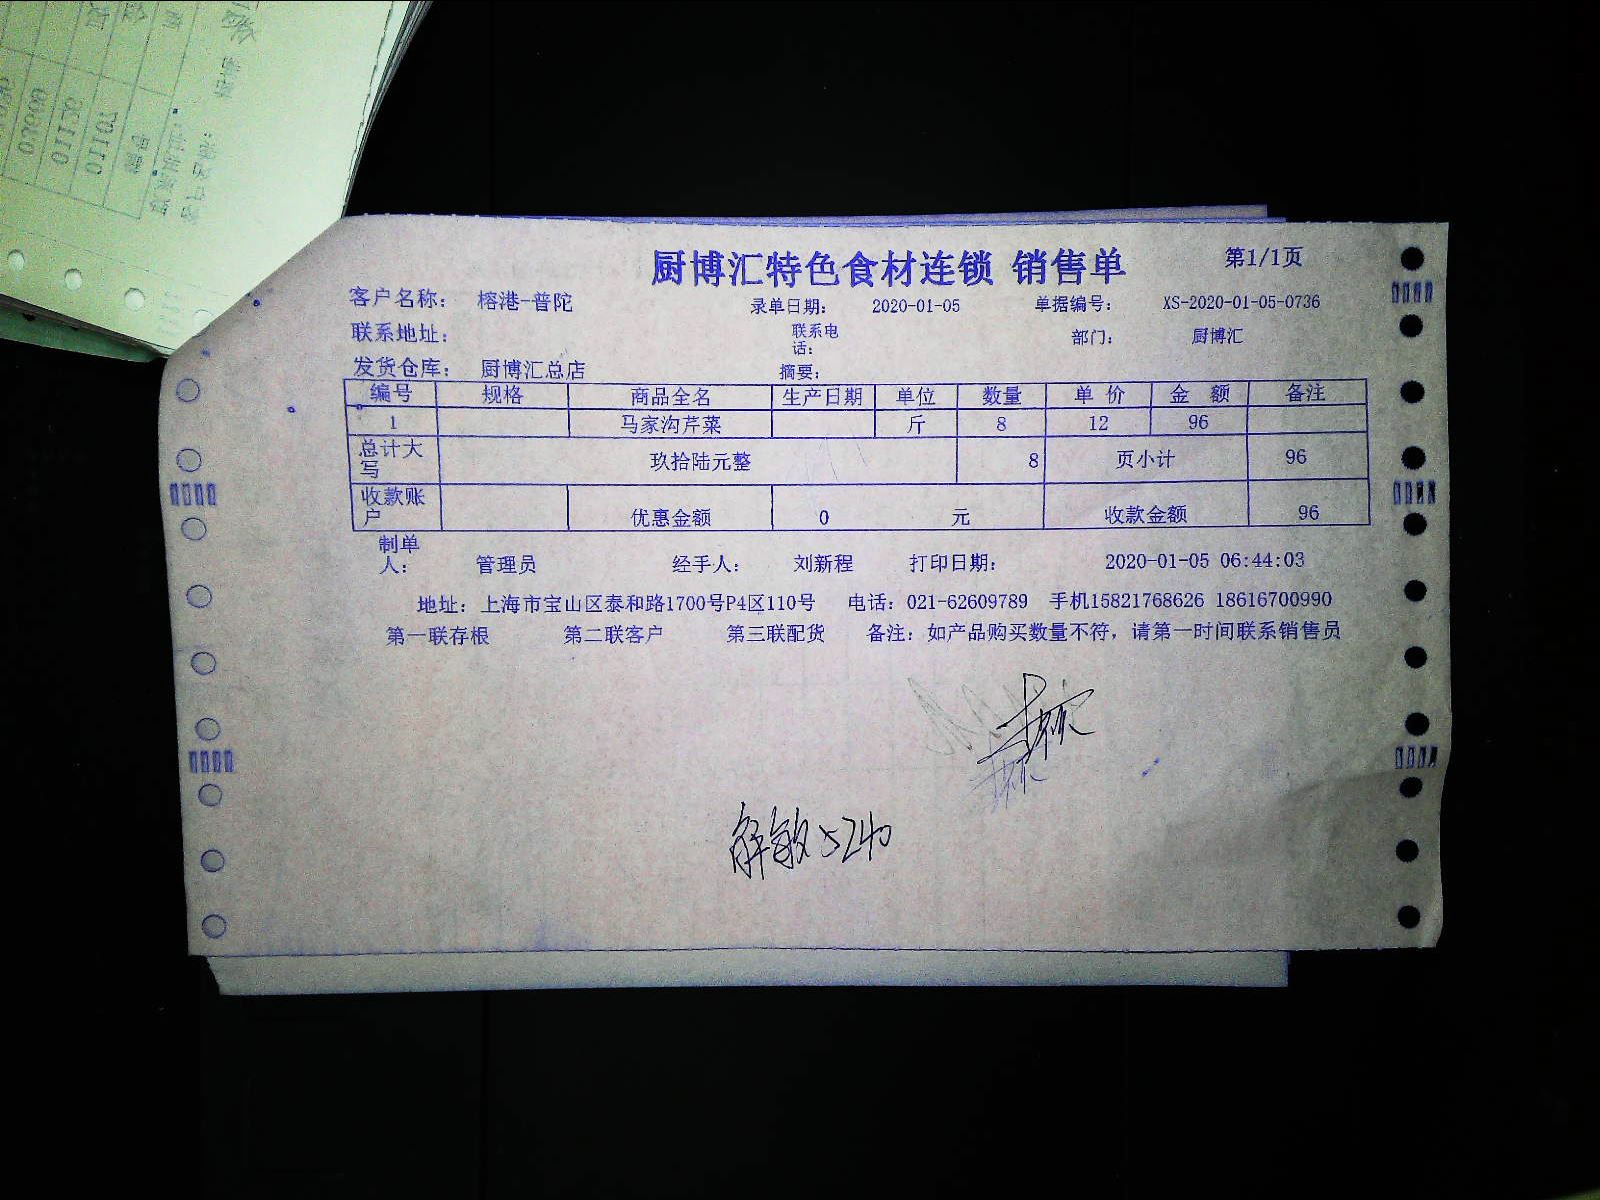 厨博汇特色食材连锁 销售单 第1/1页
客户名称： 榕港-普陀 录单日期： 2020-01-05 单据编号： XS-2020-01-05-0736
联系地址： 联系电话： 部门： 厨博汇
发货仓库： 厨博汇总店 摘要：
编号 规格 商品全名 生产日期 单位 数量 单价 金额 备注
1 马家沟芹菜 斤 8 12 96
总计大写 玖拾陆元整 8 页小计 96
收款账户 优惠金额 0 元 收款金额 96
制单人： 管理员 经手人： 刘新程 打印日期： 2020-01-05 06:44:03
地址：上海市宝山区泰和路1700号P4区110号 电话：021-62609789 手机15821768626 18616700990
第一联存根 第二联客户 第三联配货 备注：如产品购买数量不符，请第一时间联系销售员
解敏 5240